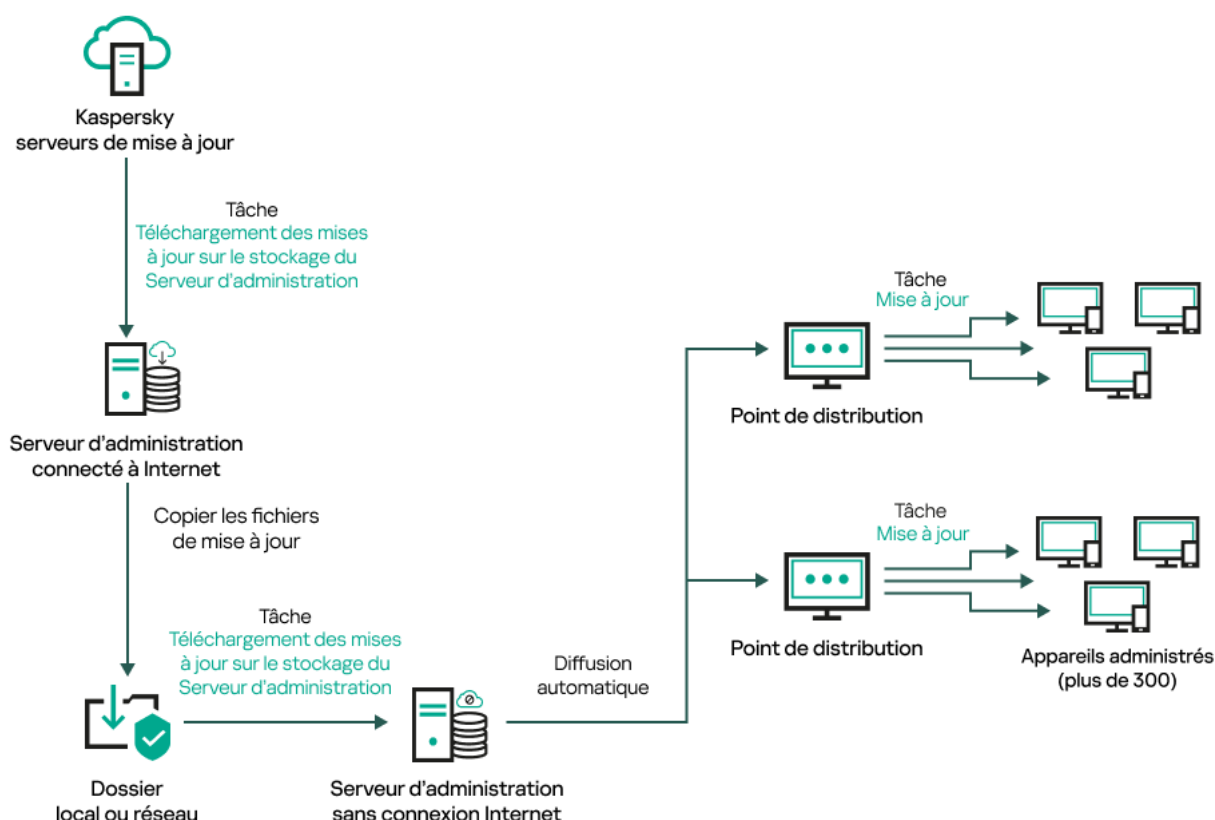 Kaspersky
serveurs de mise à jour
Tâche
Téléchargement des mises
à jour sur le stockage du
Serveur d'administration
Serveur d'administration
connecté à Internet
Copier les fichiers
de mise à jour
Tâche
Téléchargement des mises
à jour sur le stockage du
Serveur d'administration
Dossier
local ou réseau
Serveur d'administration
sans connexion Internet
Diffusion
automatique
Tâche
Mise à jour
Point de distribution
Tâche
Mise à jour
Point de distribution
Appareils administrés
(plus de 300)